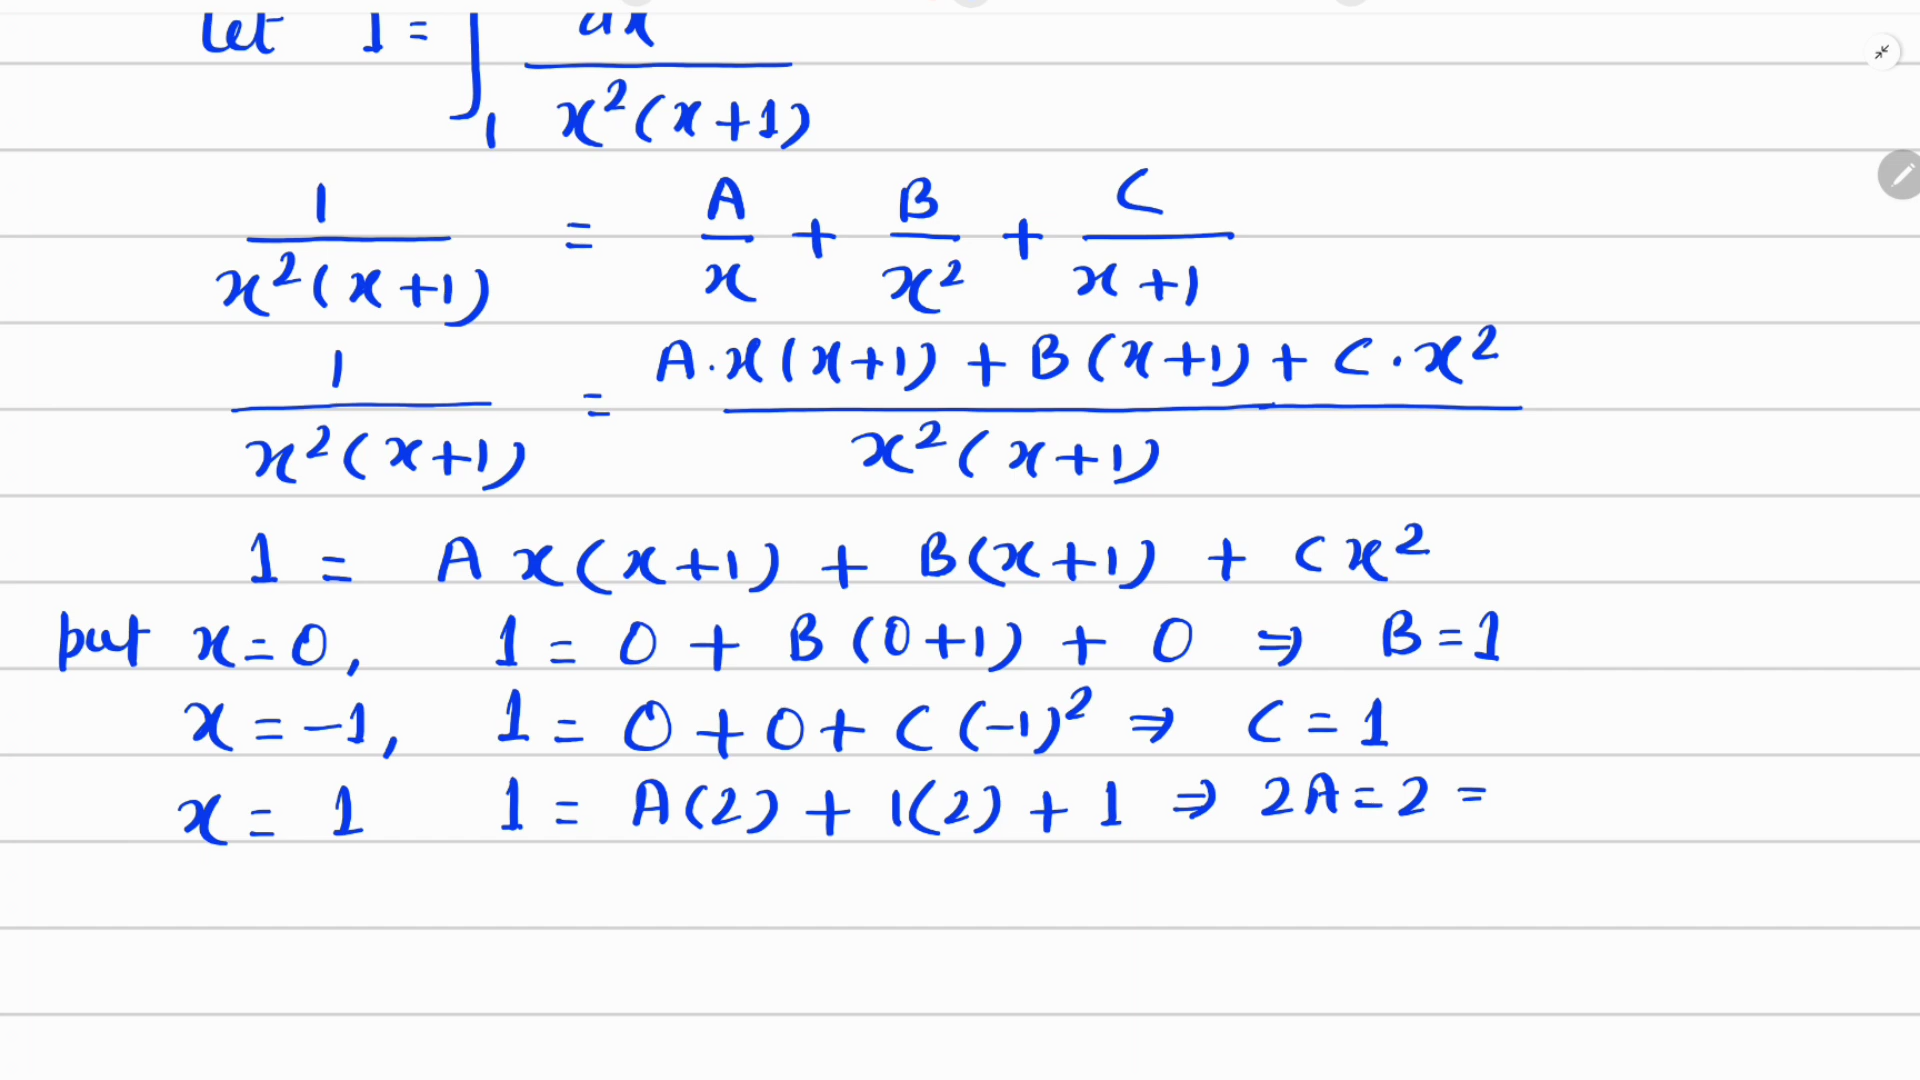 let I = ∫₁ dx / x²(x+1)
1 / x²(x+1) = A/x + B/x² + C/x+1
1 / x²(x+1) = A·x(x+1) + B(x+1) + C·x² / x²(x+1)
1 = A x(x+1) + B(x+1) + Cx²
put x=0, 1 = 0 + B(0+1) + 0 ⇒ B=1
x = -1, 1 = 0+0+ C(-1)² ⇒ C=1
x = 1 1 = A(2) + 1(2) + 1 ⇒ 2A=2 =